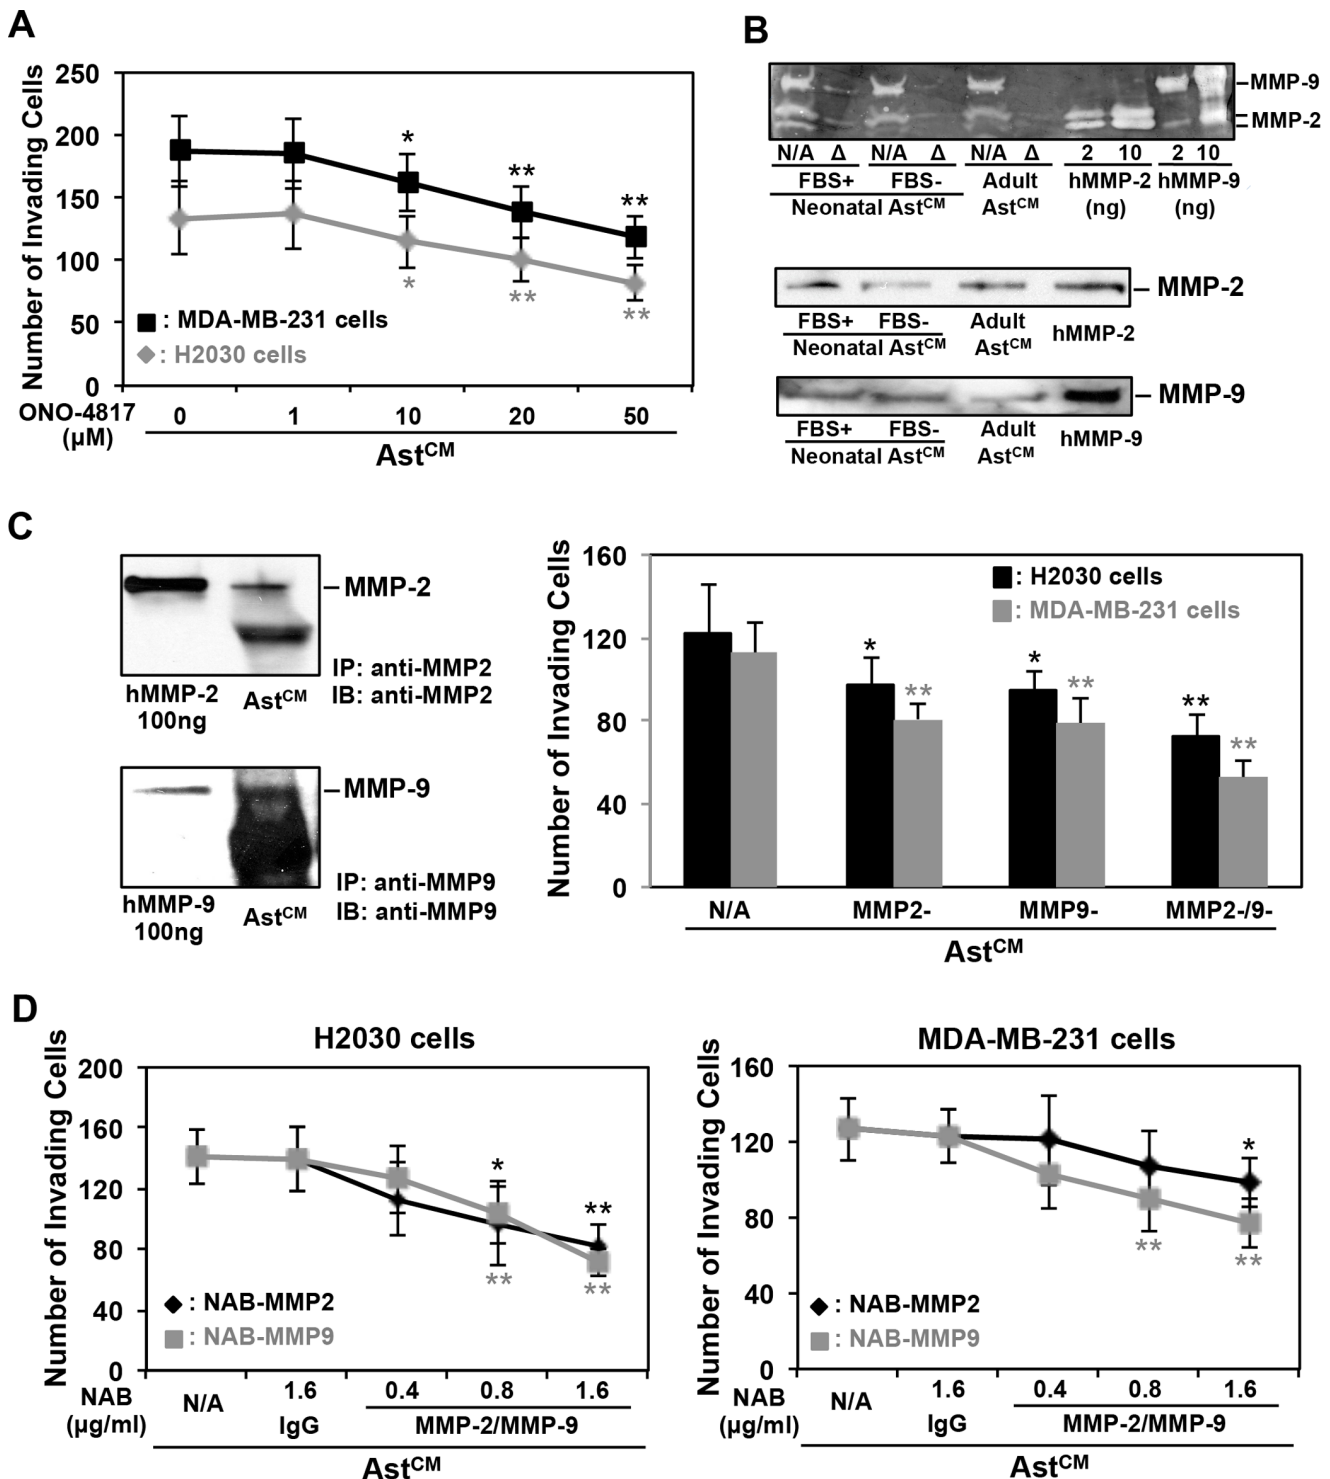 A
Number of Invading Cells
250
200
150
100
50
0
*
**
**
*
**
**
: MDA-MB-231 cells
: H2030 cells
ONO-4817
(µM)
0 1 10 20 50
Ast^CM
B
–MMP-9
=MMP-2
N/A Δ N/A Δ N/A Δ 2 10 2 10
FBS+ FBS- Adult hMMP-2 hMMP-9
Neonatal Ast^CM Ast^CM (ng) (ng)
– MMP-2
FBS+ FBS- Adult hMMP-2
Neonatal Ast^CM Ast^CM
– MMP-9
FBS+ FBS- Adult hMMP-9
Neonatal Ast^CM Ast^CM
C
–MMP-2
IP: anti-MMP2
IB: anti-MMP2
hMMP-2
100ng
Ast^CM
–MMP-9
IP: anti-MMP9
IB: anti-MMP9
hMMP-9
100ng
Ast^CM
Number of Invading Cells
160
120
80
40
0
: H2030 cells
: MDA-MB-231 cells
*
**
*
**
**
**
N/A MMP2- MMP9- MMP2-/9-
Ast^CM
D
H2030 cells
Number of Invading Cells
200
160
120
80
40
0
*
**
**
**
: NAB-MMP2
: NAB-MMP9
NAB
(µg/ml)
N/A 1.6 0.4 0.8 1.6
IgG MMP-2/MMP-9
Ast^CM
MDA-MB-231 cells
Number of Invading Cells
160
120
80
40
0
*
**
**
: NAB-MMP2
: NAB-MMP9
NAB
(µg/ml)
N/A 1.6 0.4 0.8 1.6
IgG MMP-2/MMP-9
Ast^CM